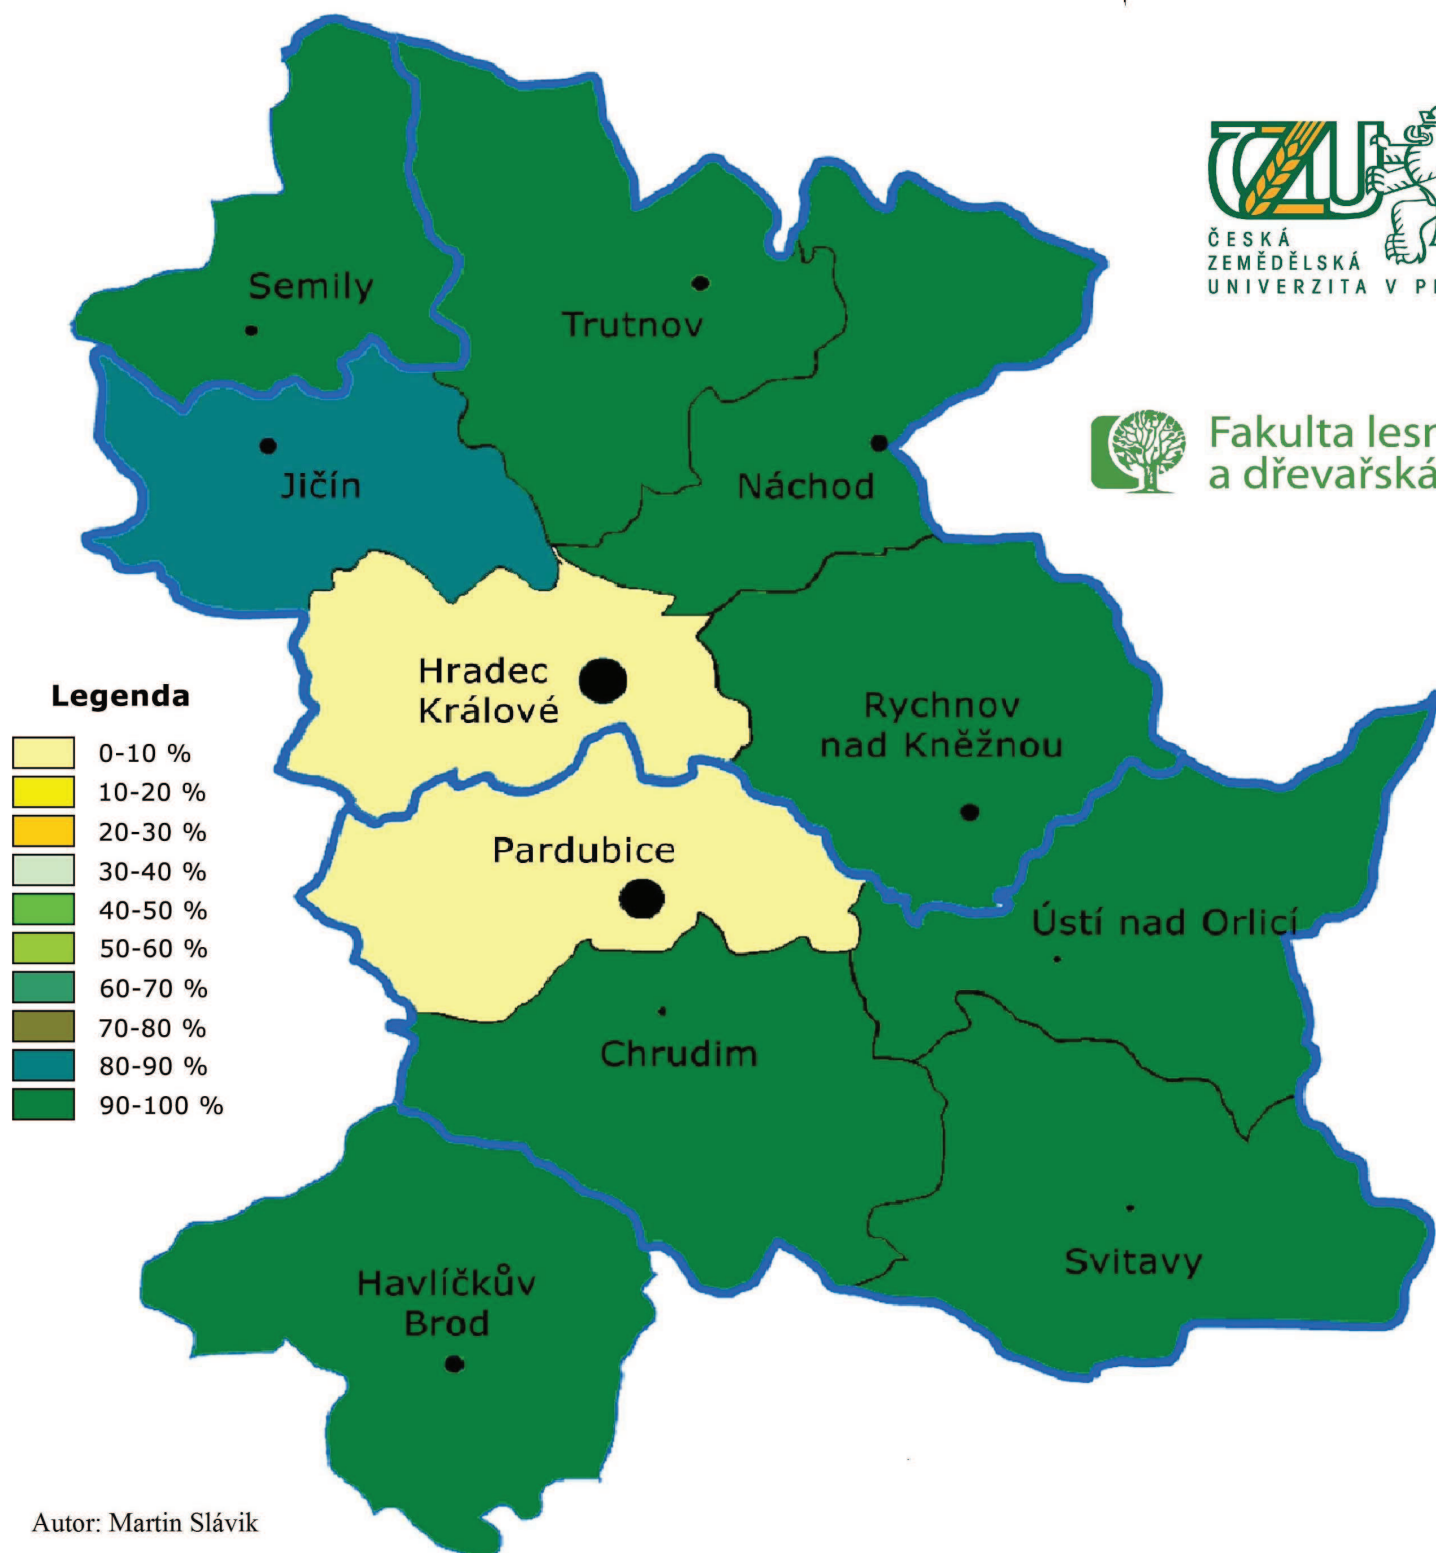 ČESKÁ
ZEMĚDĚLSKÁ
UNIVERZITA V
Semily
Trutnov
Fakulta
a dřevařská
Jičín
Náchod
Hradec
Králové
Rychnov
nad Kněžnou
Legenda
0-10 %
10-20 %
20-30 %
30-40 %
40-50 %
50-60 %
60-70 %
70-80 %
80-90 %
90-100 %
Pardubice
Ústí nad Orlicí
Chrudim
Svitavy
Havlíčkův
Brod
Autor: Martin Slávik